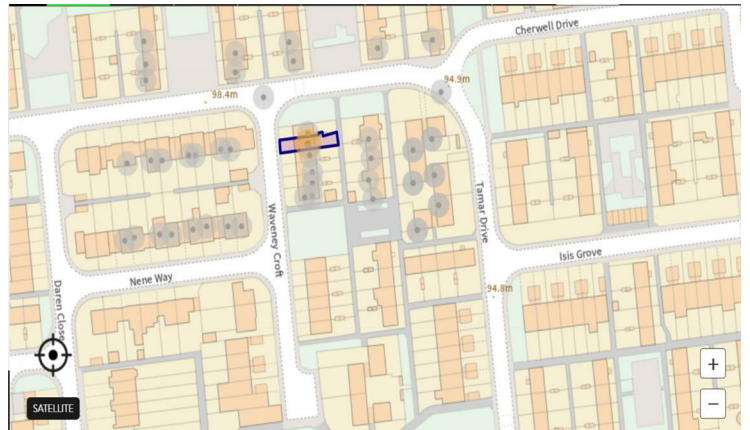 Cherwell Drive
94.9m
98.4m
Tamar Drive
Waveney Croft
Isis Grove
Nene Way
Daren Close
94.8m
+
−
SATELLITE